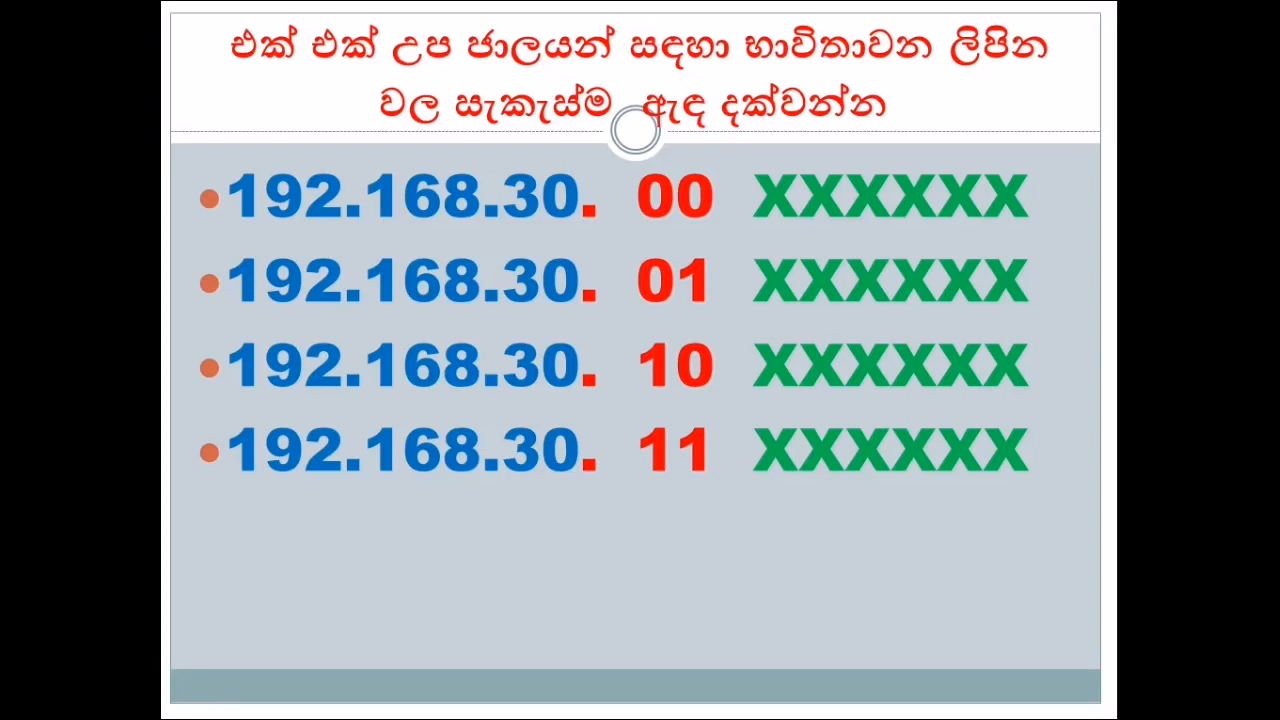 එක් එක් උප ජාලයන් සඳහා භාවිතාවන ලිපින
වල සැකැස්ම ඇඳ දක්වන්න
•192.168.30. 00 XXXXXX
•192.168.30. 01 XXXXXX
•192.168.30. 10 XXXXXX
•192.168.30. 11 XXXXXX